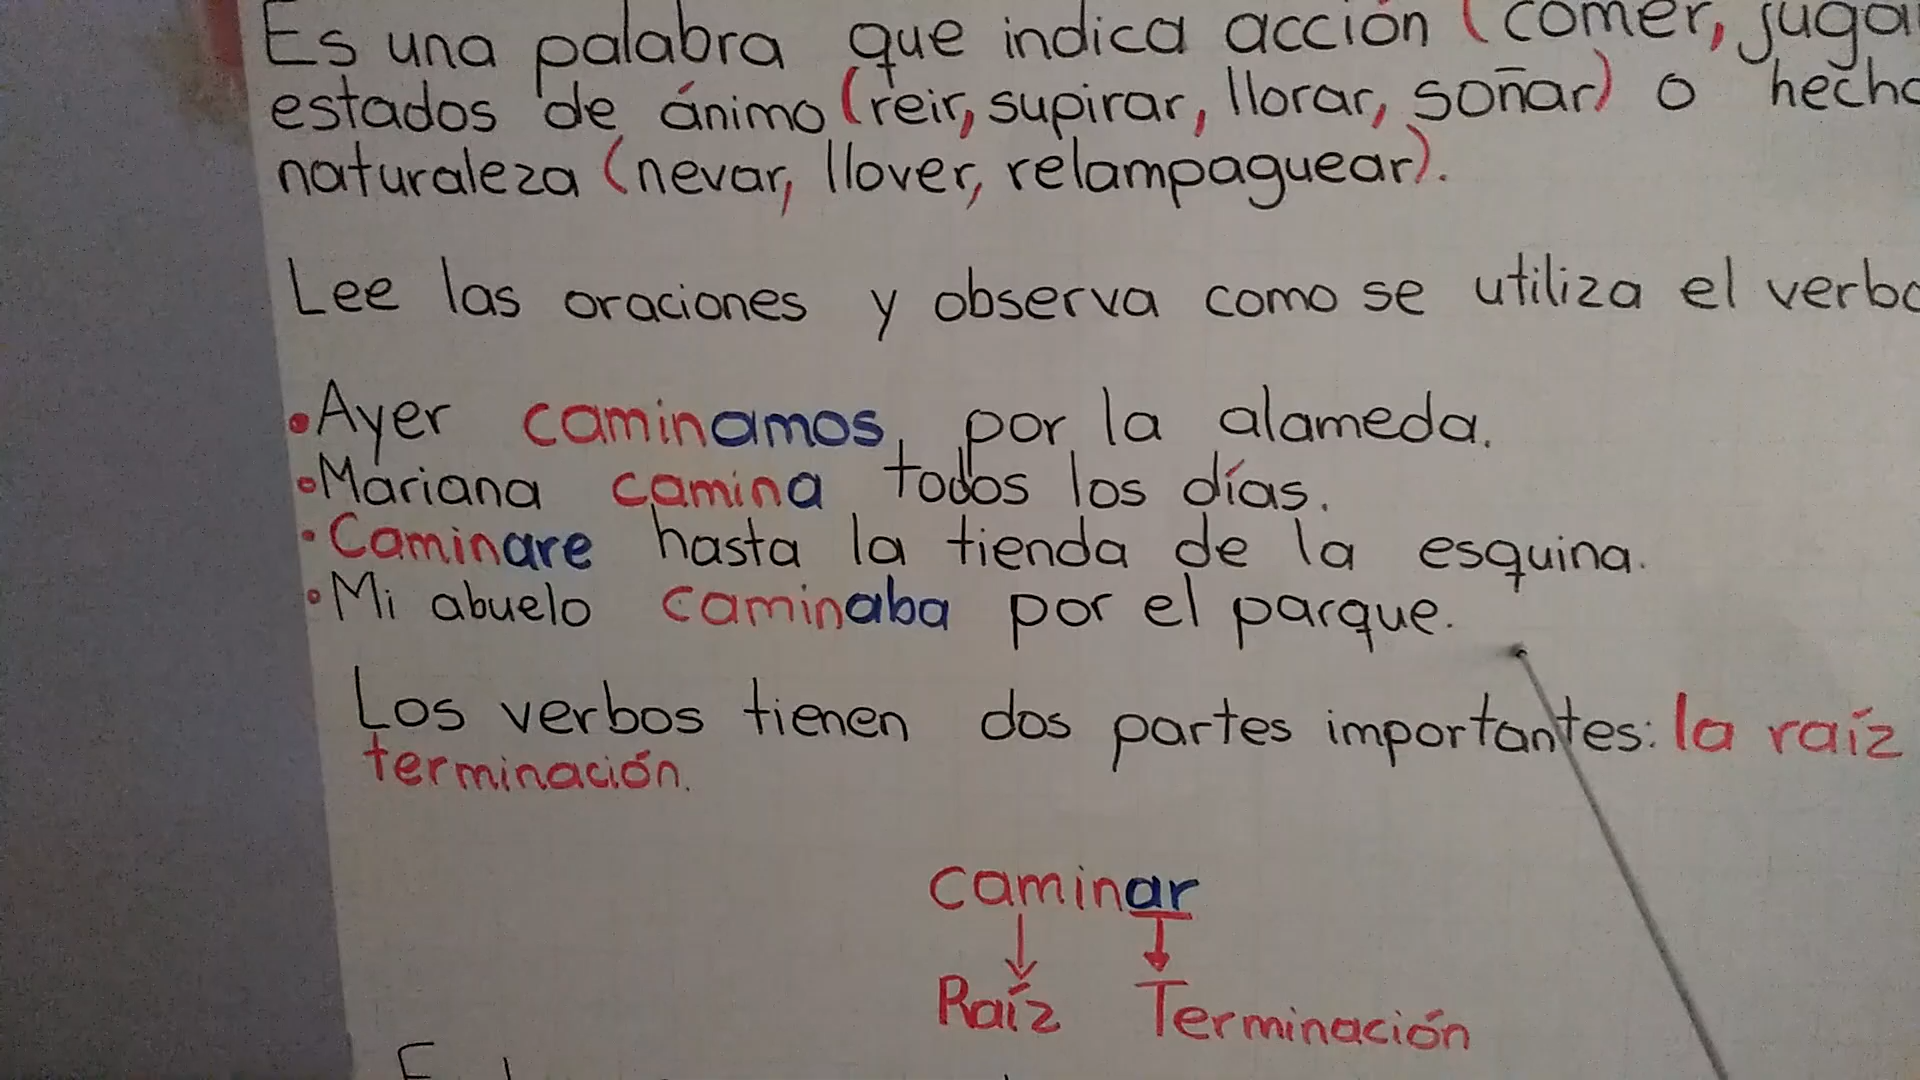 Es una palabra que indica acción (comer, juga
estados de ánimo (reir, supirar, llorar, soñar) o hecho
naturaleza (nevar, llover, relampaguear).
Lee las oraciones y observa como se utiliza el verbo
•Ayer caminamos, por la alameda.
•Mariana camina todos los días.
•Caminare hasta la tienda de la esquina.
•Mi abuelo caminaba por el parque.
Los verbos tienen dos partes importantes: la raíz
terminación.
caminar
Raíz Terminación